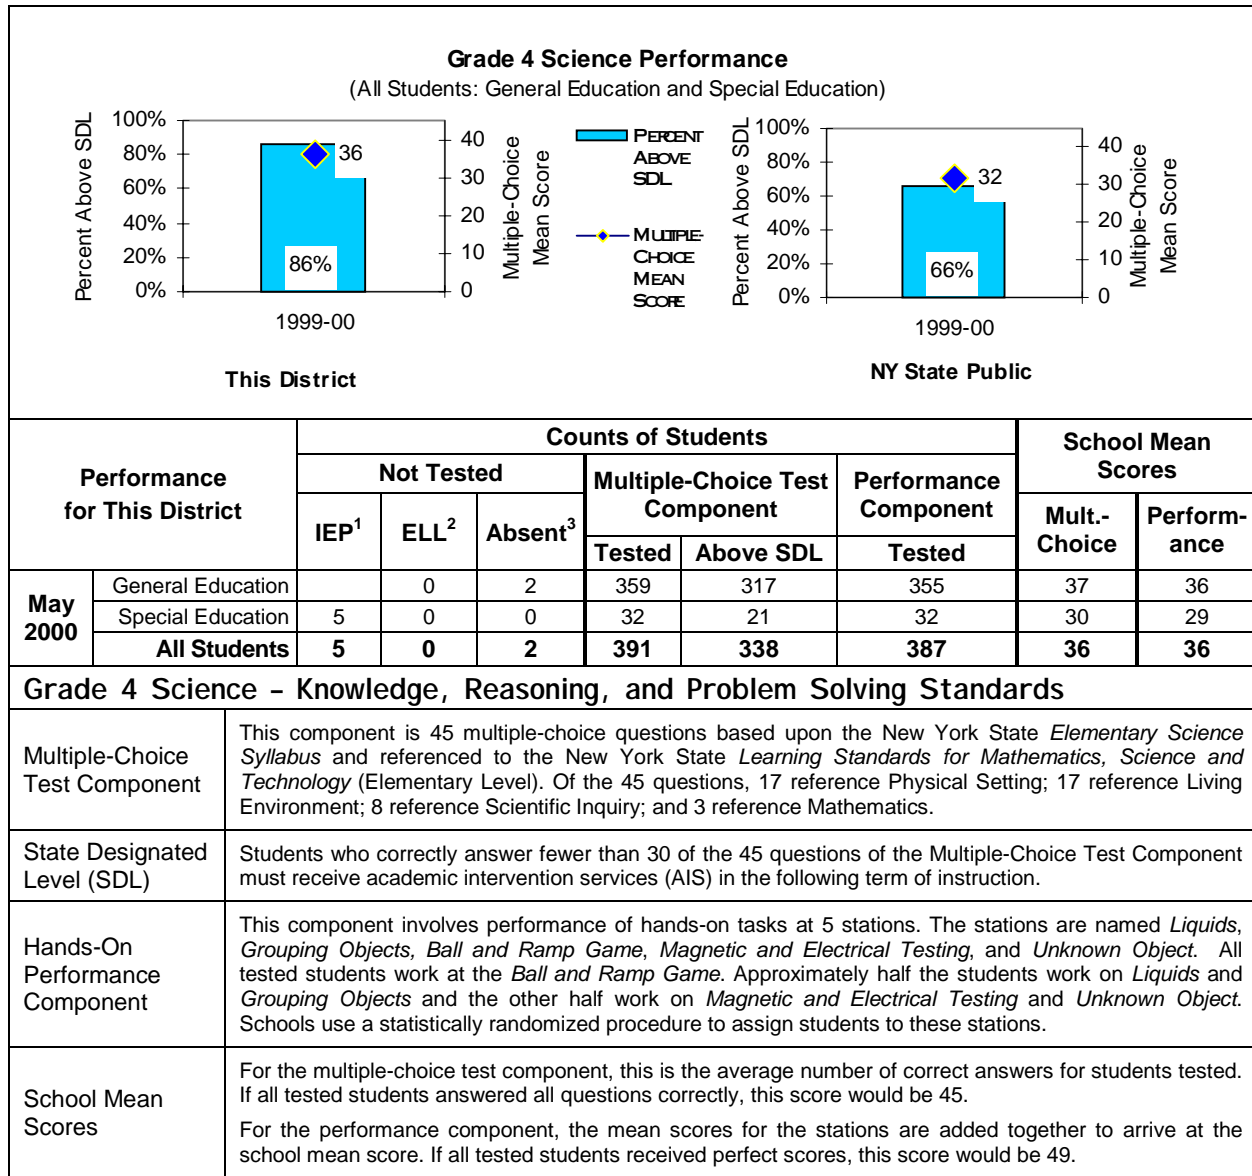 Grade 4 Science Performance
(All Students: General Education and Special Education)
Percent Above SDL
100%
80%
60%
40%
20%
0%
36
86%
40
30
20
10
0
Multiple-Choice
Mean Score
1999-00
This District
PERCENT
ABOVE
SDL
MULTIPLE-
CHOICE
MEAN
SCORE
Percent Above SDL
100%
80%
60%
40%
20%
0%
32
66%
40
30
20
10
0
Multiple-Choice
Mean Score
1999-00
NY State Public
Performance
for This District
Counts of Students
School Mean
Scores
Not Tested
Multiple-Choice Test
Component
Performance
Component
IEP1 ELL2 Absent3
Tested Above SDL Tested
Mult.-
Choice
Perform-
ance
May
2000
General Education 0 2 359 317 355 37 36
Special Education 5 0 0 32 21 32 30 29
All Students 5 0 2 391 338 387 36 36
Grade 4 Science – Knowledge, Reasoning, and Problem Solving Standards
Multiple-Choice
Test Component
This component is 45 multiple-choice questions based upon the New York State Elementary Science
Syllabus and referenced to the New York State Learning Standards for Mathematics, Science and
Technology (Elementary Level). Of the 45 questions, 17 reference Physical Setting; 17 reference Living
Environment; 8 reference Scientific Inquiry; and 3 reference Mathematics.
State Designated
Level (SDL)
Students who correctly answer fewer than 30 of the 45 questions of the Multiple-Choice Test Component
must receive academic intervention services (AIS) in the following term of instruction.
Hands-On
Performance
Component
This component involves performance of hands-on tasks at 5 stations. The stations are named Liquids,
Grouping Objects, Ball and Ramp Game, Magnetic and Electrical Testing, and Unknown Object. All
tested students work at the Ball and Ramp Game. Approximately half the students work on Liquids and
Grouping Objects and the other half work on Magnetic and Electrical Testing and Unknown Object.
Schools use a statistically randomized procedure to assign students to these stations.
School Mean
Scores
For the multiple-choice test component, this is the average number of correct answers for students tested.
If all tested students answered all questions correctly, this score would be 45.
For the performance component, the mean scores for the stations are added together to arrive at the
school mean score. If all tested students received perfect scores, this score would be 49.